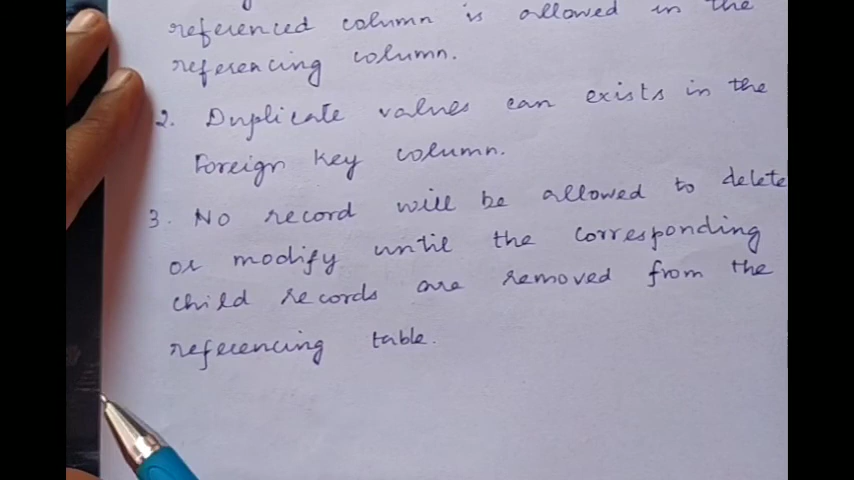 referenced column is allowed in the
referencing column.
2. Duplicate values can exists in the
Foreign key column.
3. No record will be allowed to delete
or modify until the corresponding
child records are removed from the
referencing table.